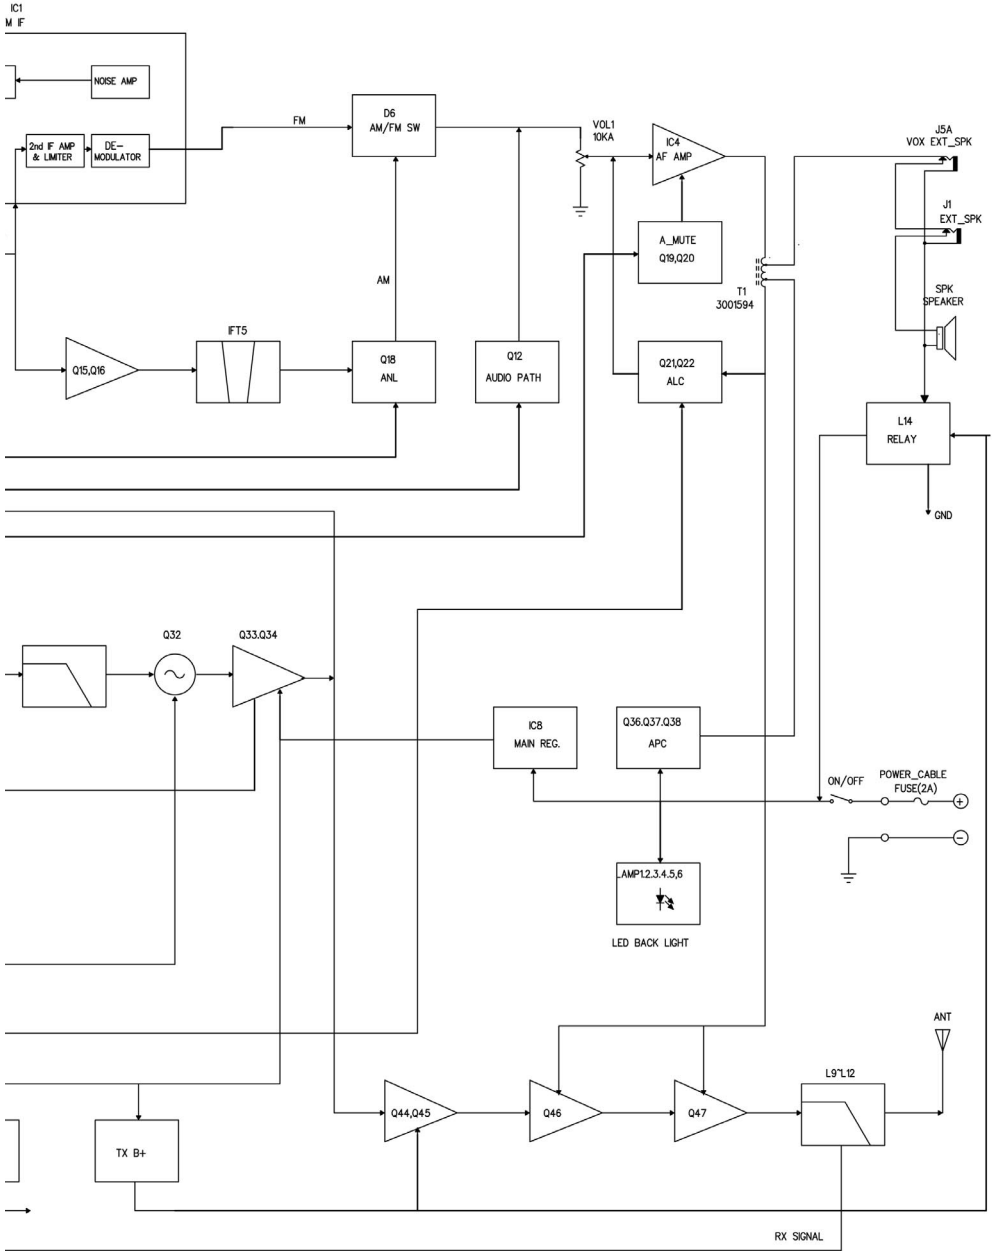 IC1
M IF
NOISE AMP
2nd IF AMP
& LIMITER
DE-
MODULATOR
FM
D6
AM/FM SW
VOL1
10KA
IC4
AF AMP
J5A
VOX EXT_SPK
J1
EXT_SPK
A_MUTE
Q19,Q20
AM
T1
3001594
SPK
SPEAKER
IFT5
Q15,Q16
Q18
ANL
Q12
AUDIO PATH
Q21,Q22
ALC
L14
RELAY
GND
Q32
Q33.Q34
IC8
MAIN REG.
Q36.Q37.Q38
APC
ON/OFF
POWER_CABLE
FUSE(2A)
+
-
LAMP1.2.3.4.5,6
LED BACK LIGHT
ANT
L9~L12
Q44,Q45
Q46
Q47
TX B+
RX SIGNAL